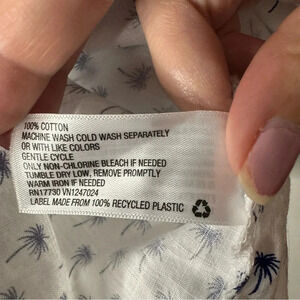 100% COTTON
MACHINE WASH COLD WASH SEPARATELY
OR WITH LIKE COLORS
GENTLE CYCLE
ONLY NON-CHLORINE BLEACH IF NEEDED
TUMBLE DRY LOW, REMOVE PROMPTLY
WARM IRON IF NEEDED
RN17730 VN1247024
LABEL MADE FROM 100% RECYCLED PLASTIC